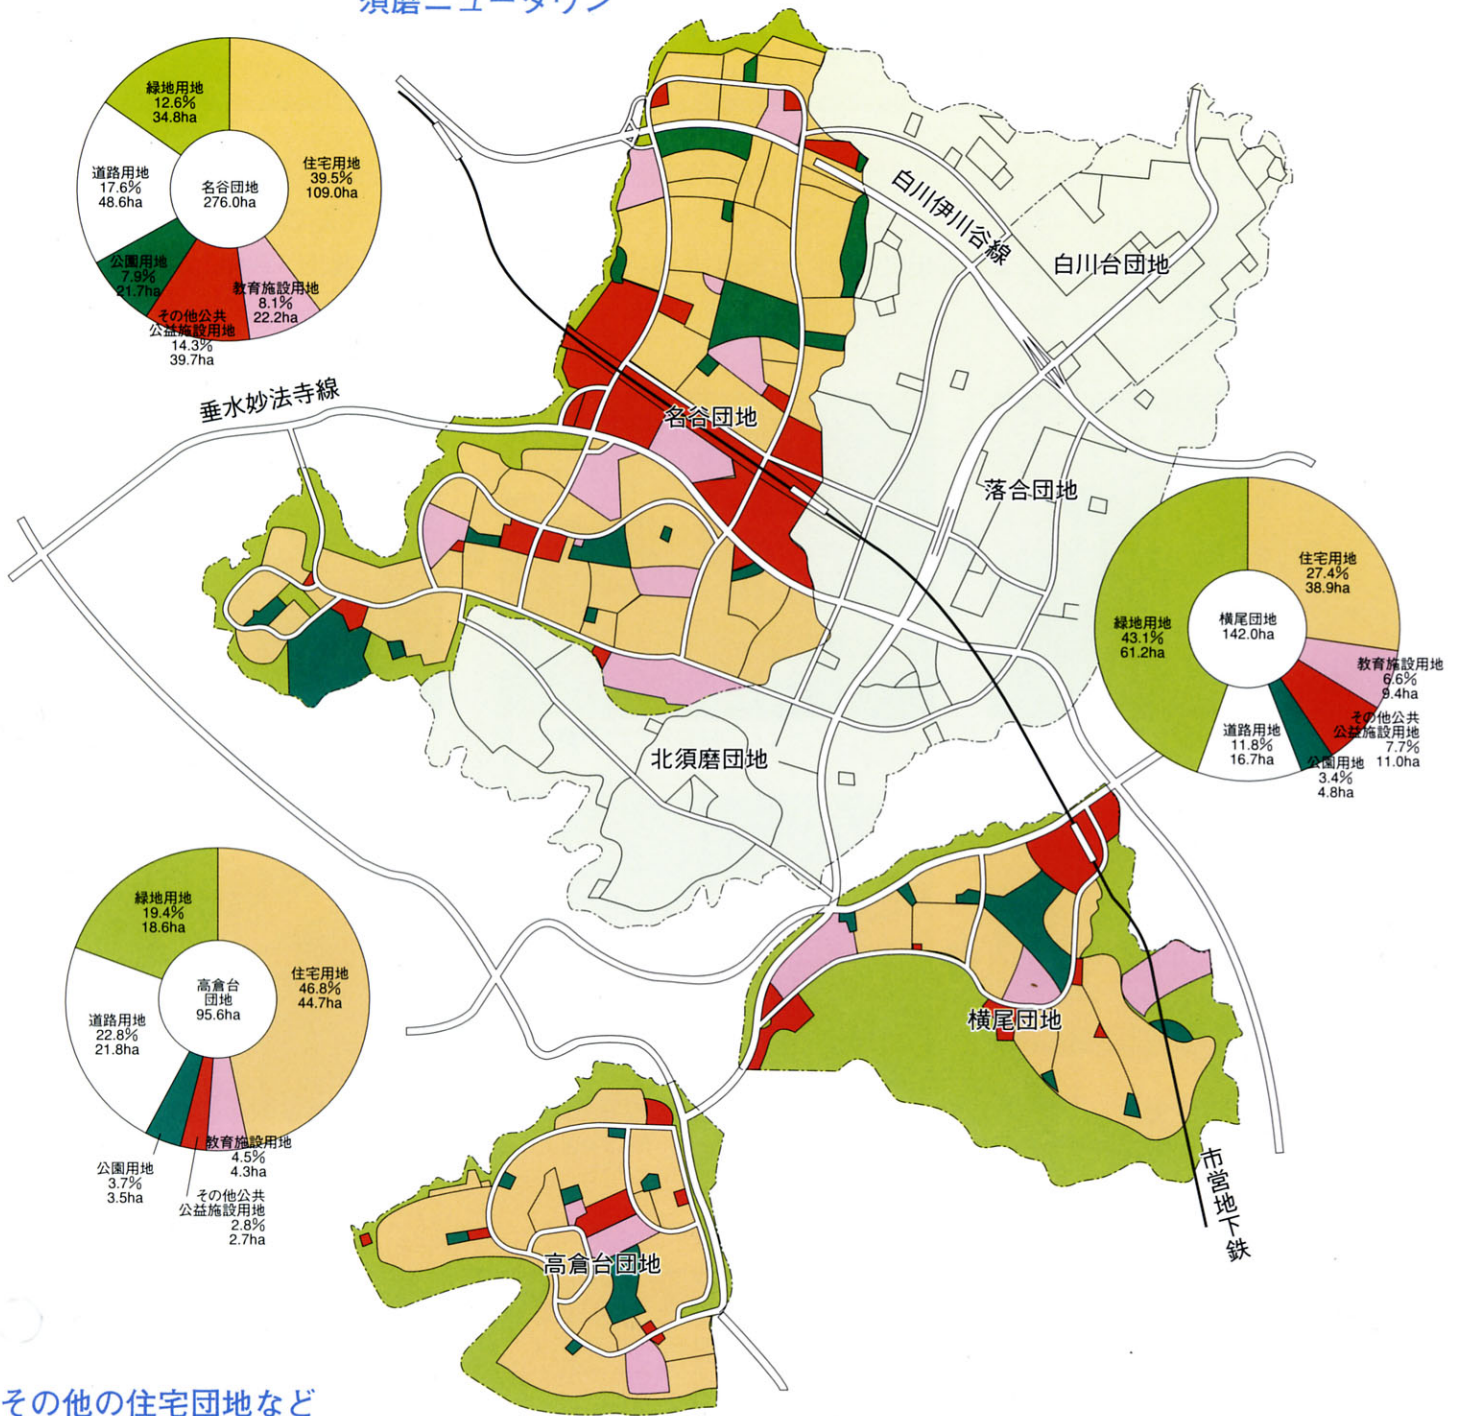 須磨ニュータウン
緑地用地
12.6%
34.8ha
住宅用地
39.5%
109.0ha
道路用地
17.6%
48.6ha
名谷団地
276.0ha
公園用地
7.9%
21.7ha
その他公共
公益施設用地
14.3%
39.7ha
教育施設用地
8.1%
22.2ha
垂水妙法寺線
白川伊川谷線
白川台団地
名谷団地
落合団地
北須磨団地
横尾団地
高倉台団地
市営地下鉄
住宅用地
27.4%
38.9ha
緑地用地
43.1%
61.2ha
横尾団地
142.0ha
教育施設用地
6.6%
9.4ha
その他公共
公益施設用地
7.7%
11.0ha
道路用地
11.8%
16.7ha
公園用地
3.4%
4.8ha
緑地用地
19.4%
18.6ha
住宅用地
46.8%
44.7ha
高倉台
団地
95.6ha
道路用地
22.8%
21.8ha
教育施設用地
4.5%
4.3ha
公園用地
3.7%
3.5ha
その他公共
公益施設用地
2.8%
2.7ha
その他の住宅団地など